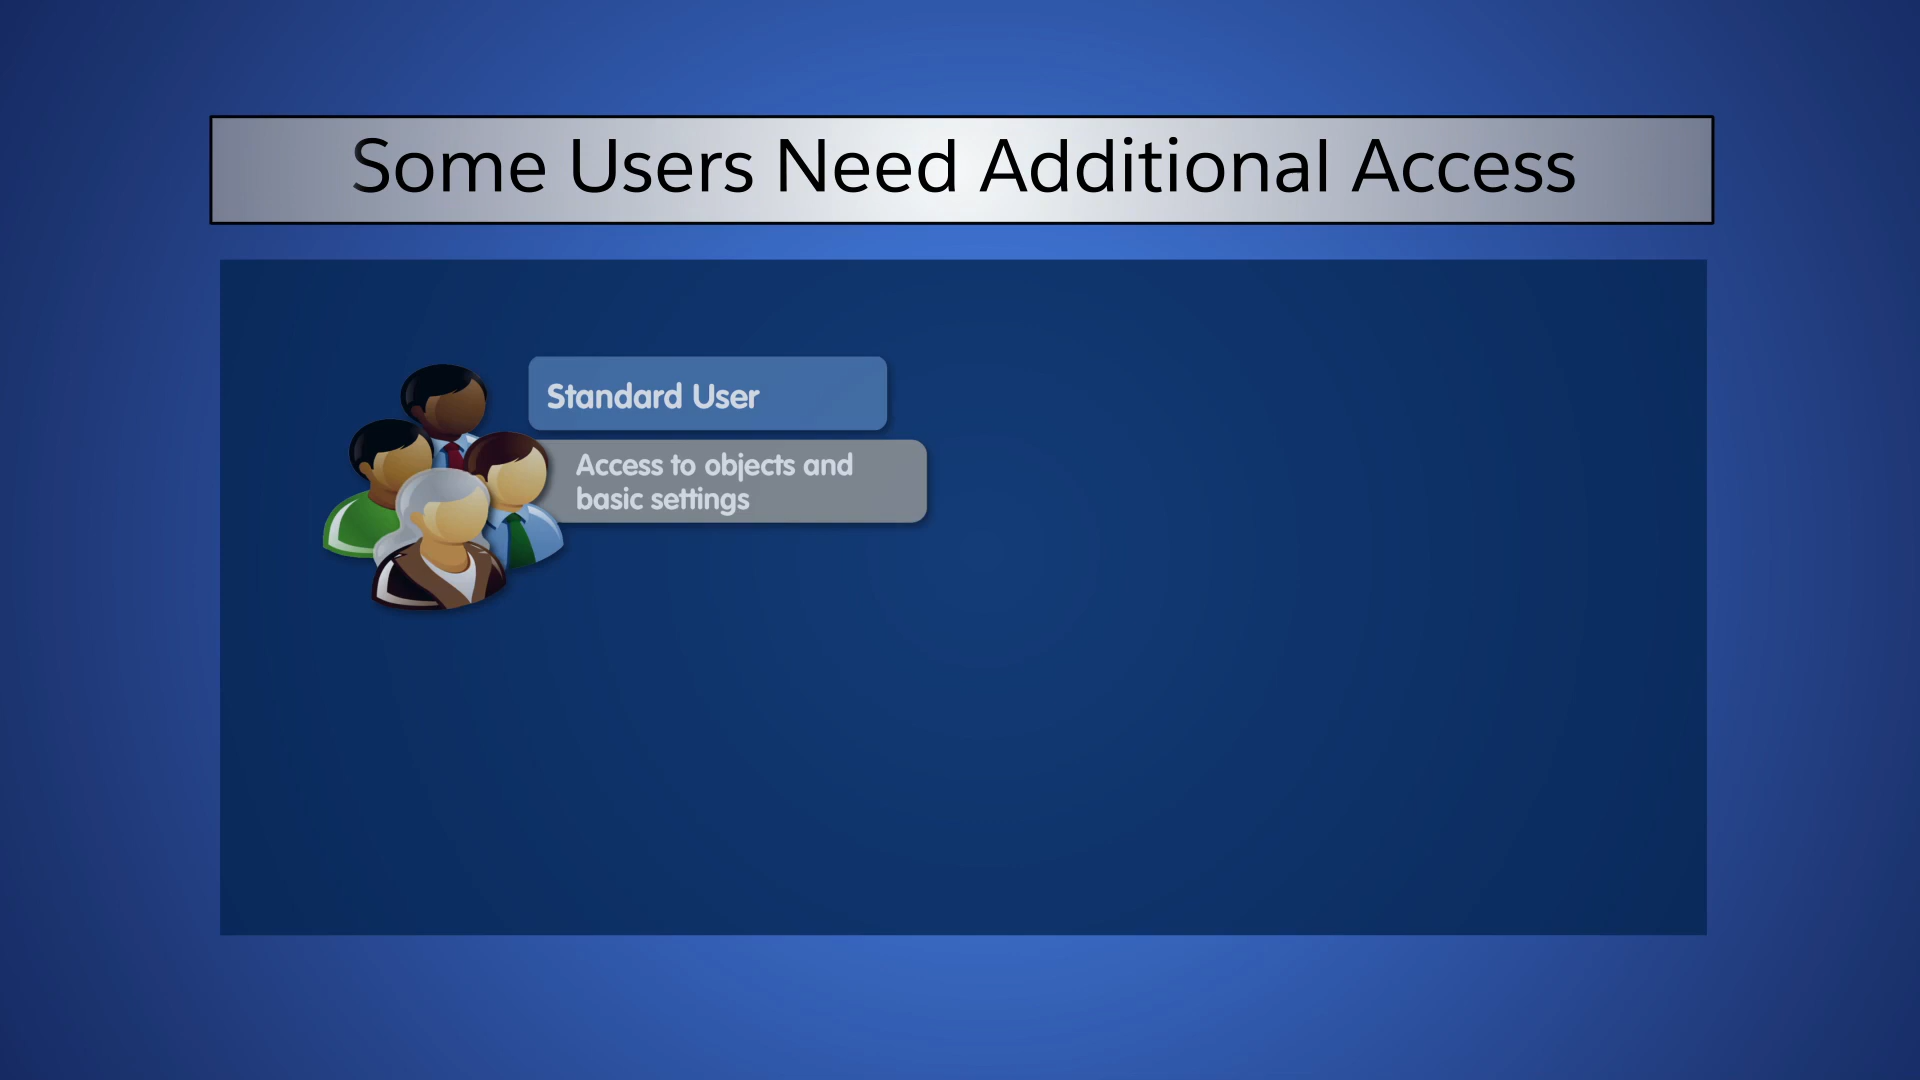 Some Users Need Additional Access
Standard User
Access to objects and
basic settings